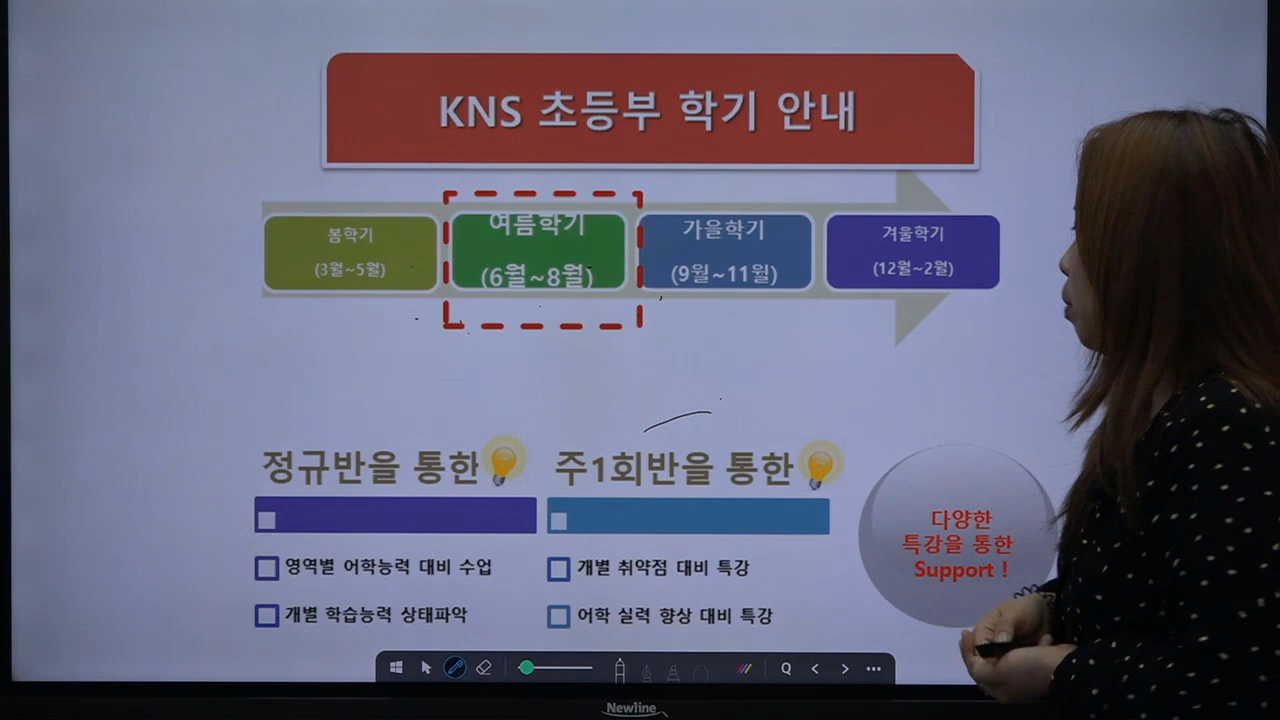 KNS 초등부 학기 안내
봄학기
(3월~5월)
여름학기
(6월~8월)
가을학기
(9월~11월)
겨울학기
(12월~2월)
정규반을 통한
영역별 어학능력 대비 수업
개별 학습능력 상태파악
주1회반을 통한
개별 취약점 대비 특강
어학 실력 향상 대비 특강
다양한
특강을 통한
Support !
Newline